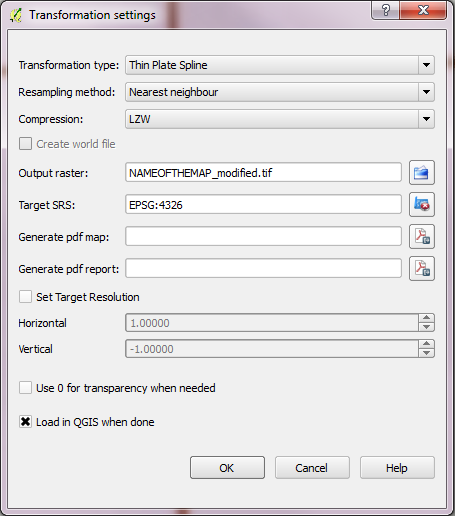 Transformation settings
Transformation type: Thin Plate Spline
Resampling method: Nearest neighbour
Compression: LZW
Create world file
Output raster: NAMEOFTHEMAP_modified.tif
Target SRS: EPSG:4326
Generate pdf map:
Generate pdf report:
Set Target Resolution
Horizontal 1.00000
Vertical -1.00000
Use 0 for transparency when needed
Load in QGIS when done
OK Cancel Help